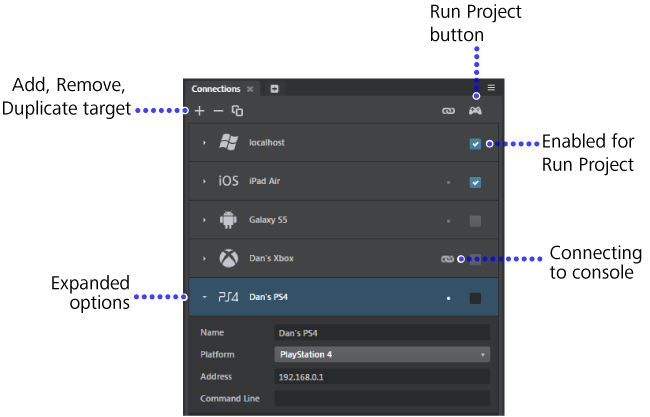 Run Project
button
Add, Remove,
Duplicate target
Connections
localhost
Enabled for
Run Project
iOS iPad Air
Galaxy S5
Dan's Xbox
Connecting
to console
Expanded
options
PS4 Dan's PS4
Name Dan's PS4
Platform PlayStation 4
Address 192.168.0.1
Command Line